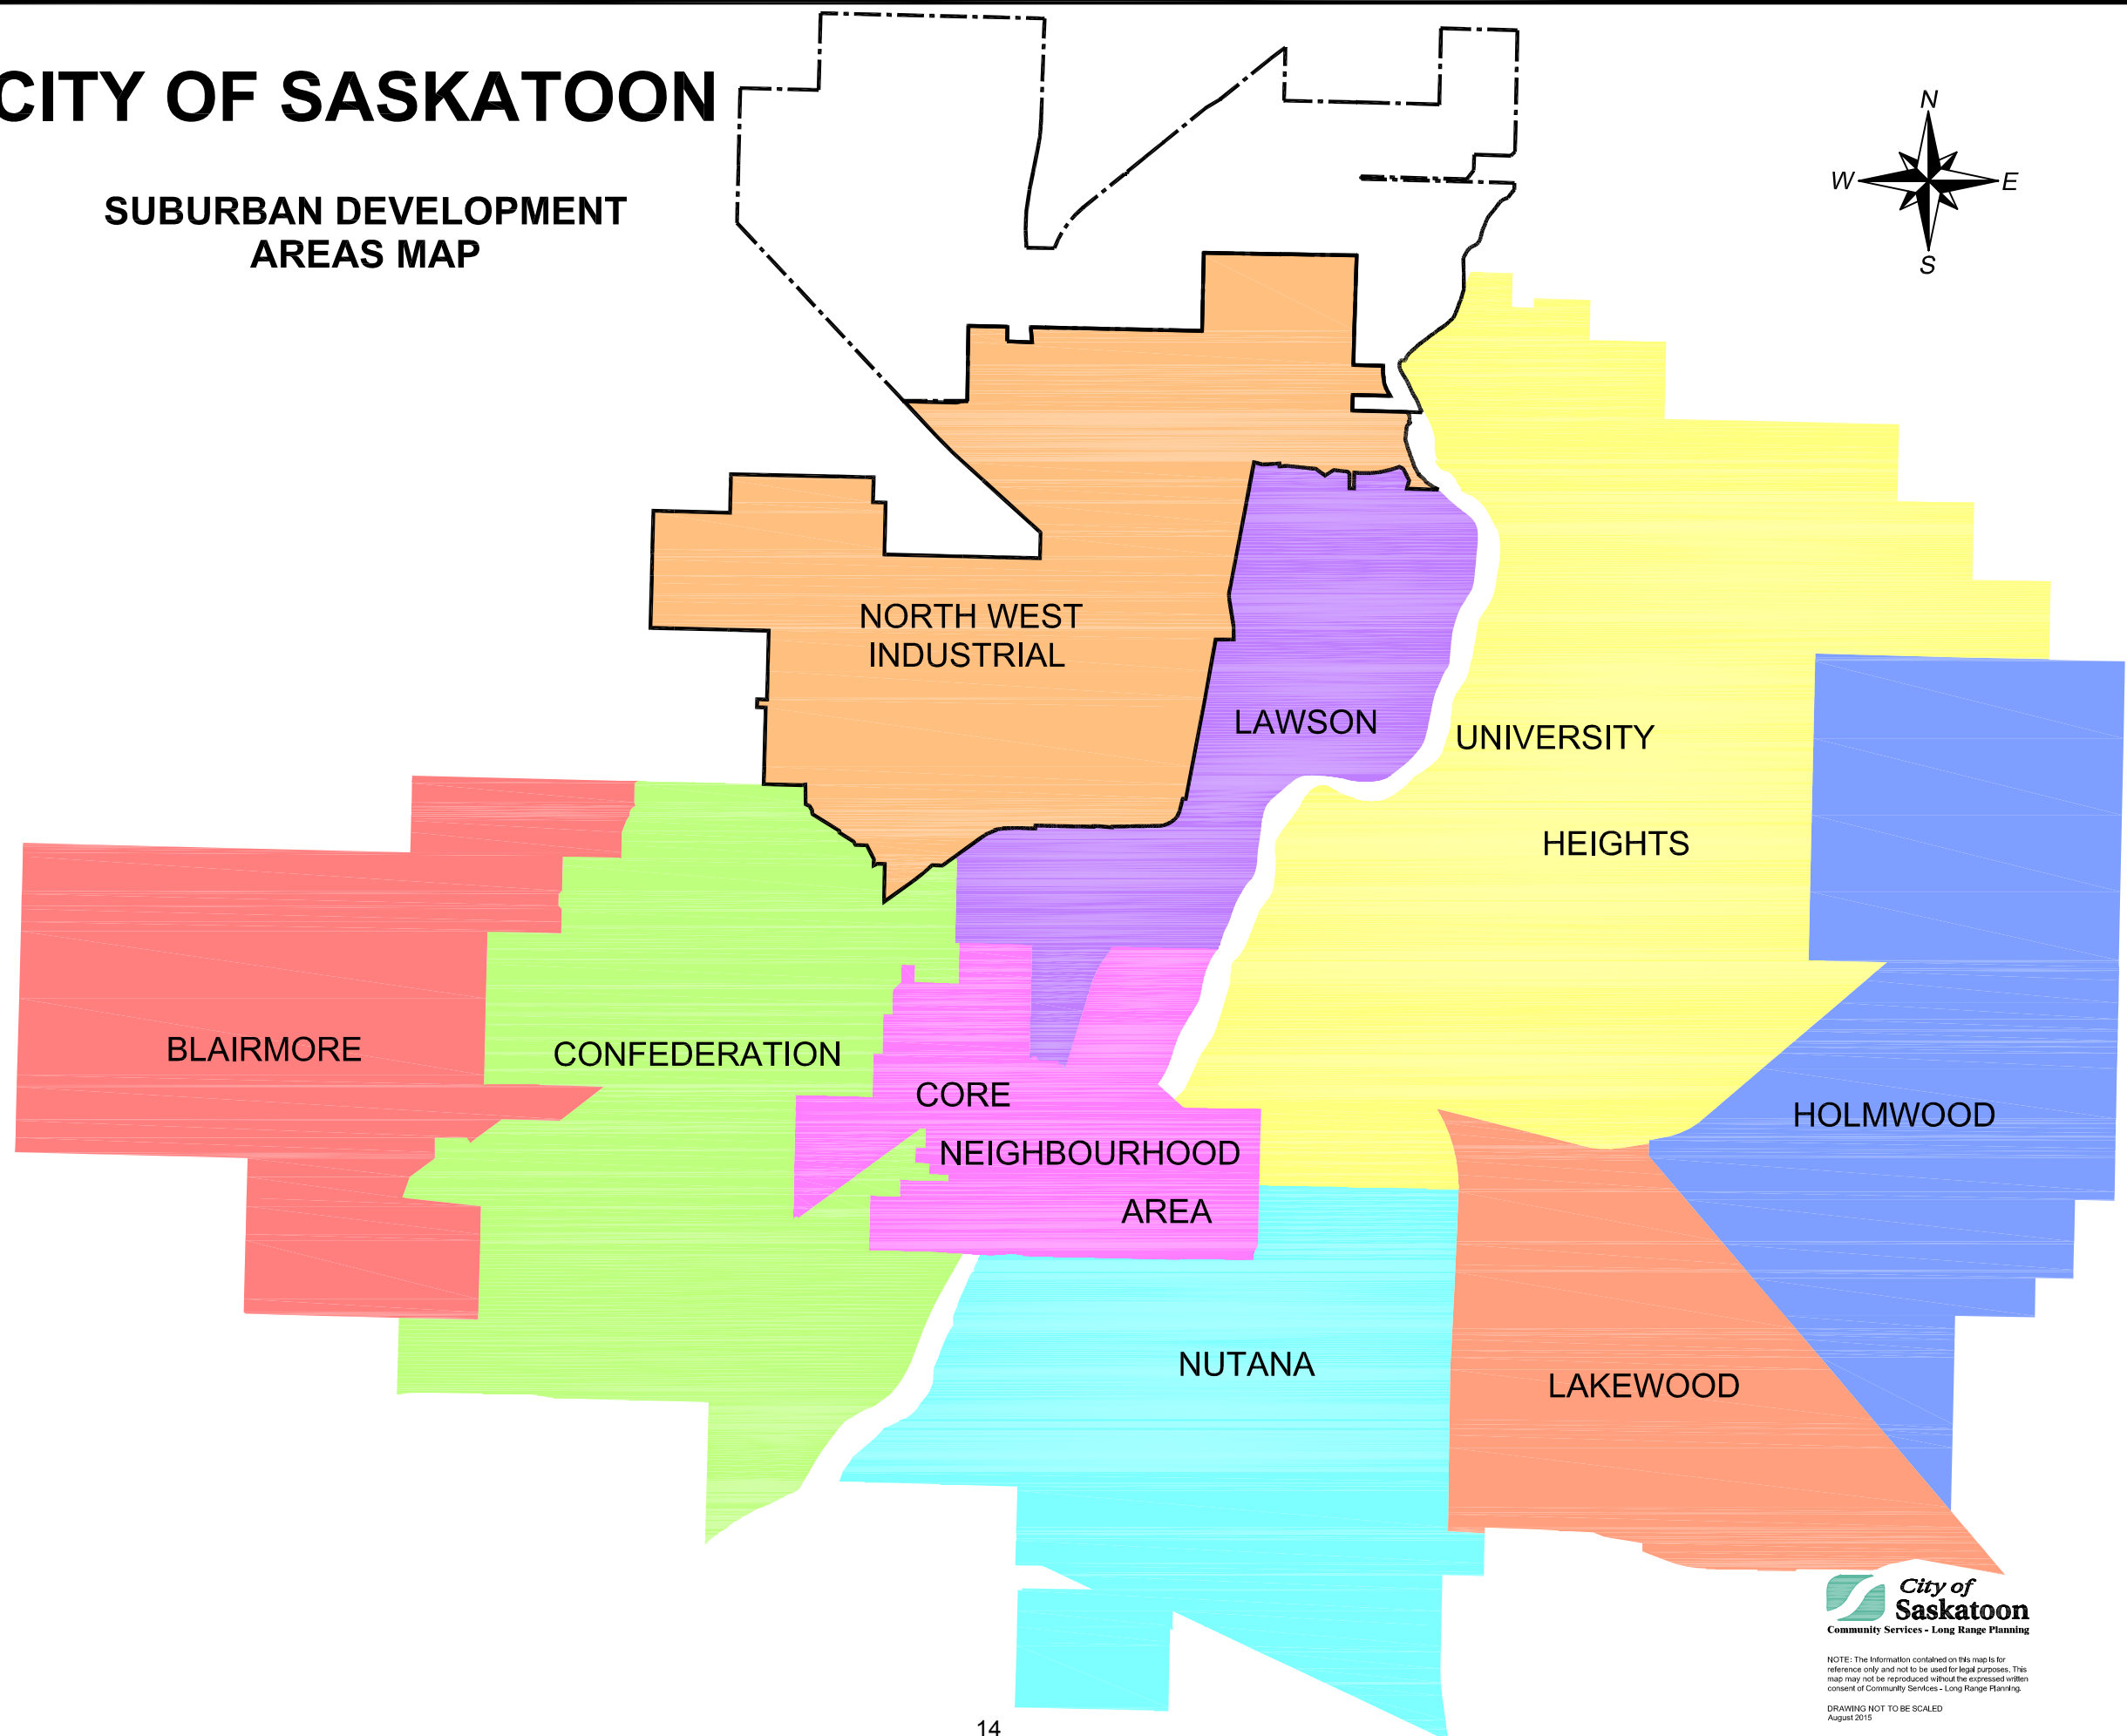 CITY OF SASKATOON
SUBURBAN DEVELOPMENT
AREAS MAP
N
W
E
S
NORTH WEST
INDUSTRIAL
LAWSON
UNIVERSITY
HEIGHTS
BLAIRMORE
CONFEDERATION
CORE
NEIGHBOURHOOD
AREA
HOLMWOOD
NUTANA
LAKEWOOD
City of
Saskatoon
Community Services - Long Range Planning
NOTE: The Information contained on this map is for
reference only and not to be used for legal purposes. This
map may not be reproduced without the expressed written
consent of Community Services - Long Range Planning.
DRAWING NOT TO BE SCALED
August 2015
14